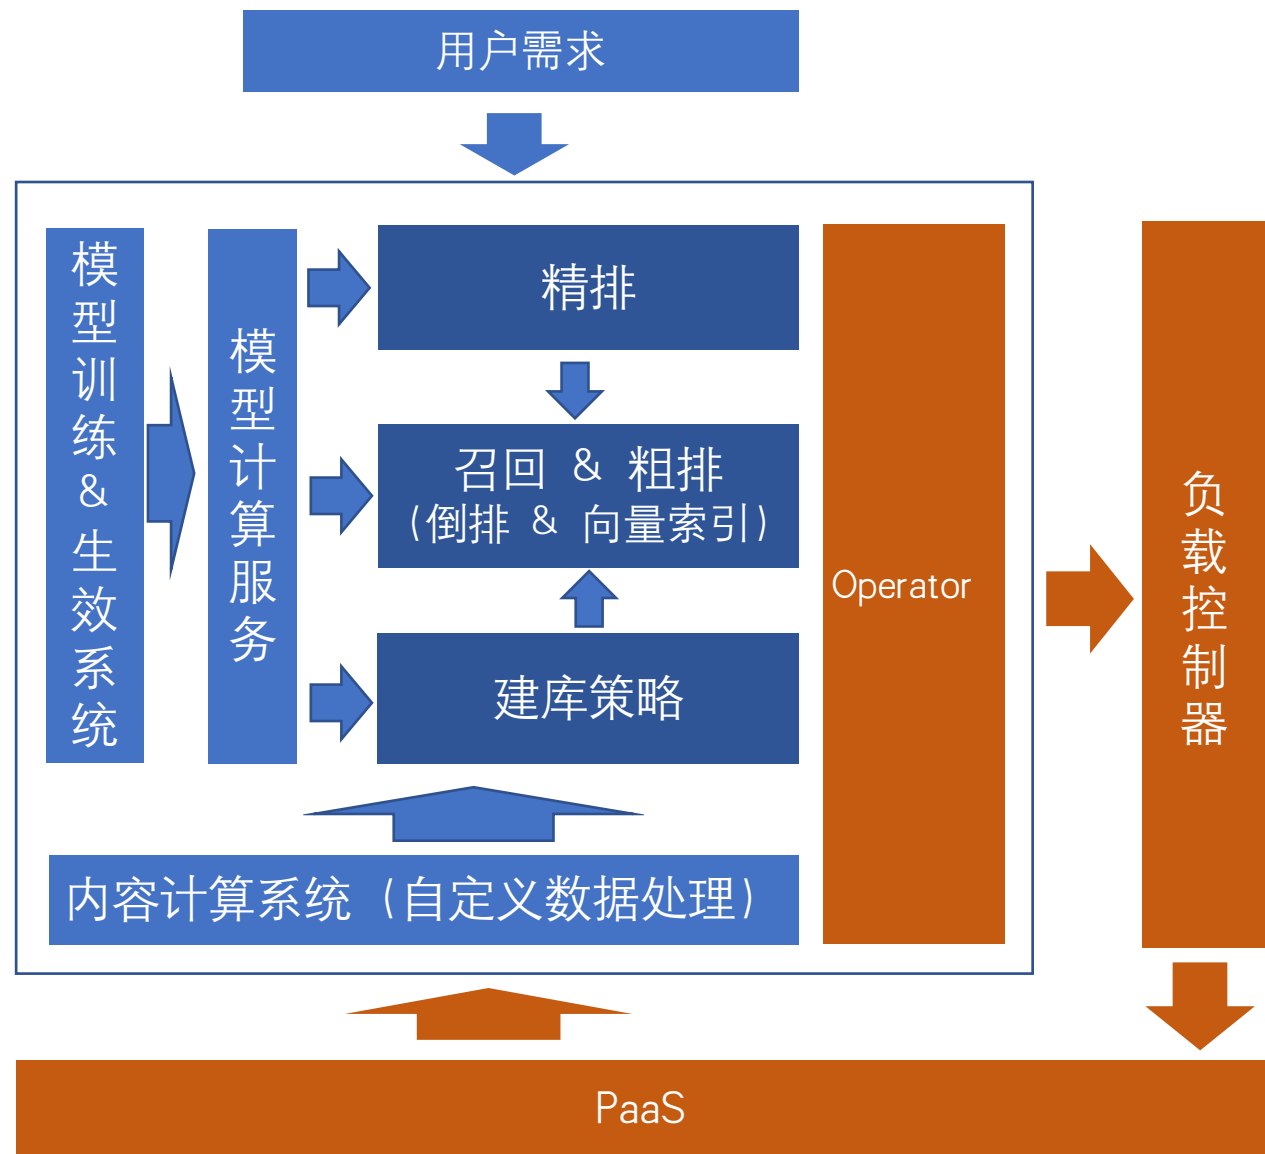 用户需求
模型训练&生效系统
模型计算服务
精排
召回 & 粗排
(倒排 & 向量索引)
建库策略
内容计算系统 (自定义数据处理)
Operator
负载控制器
PaaS